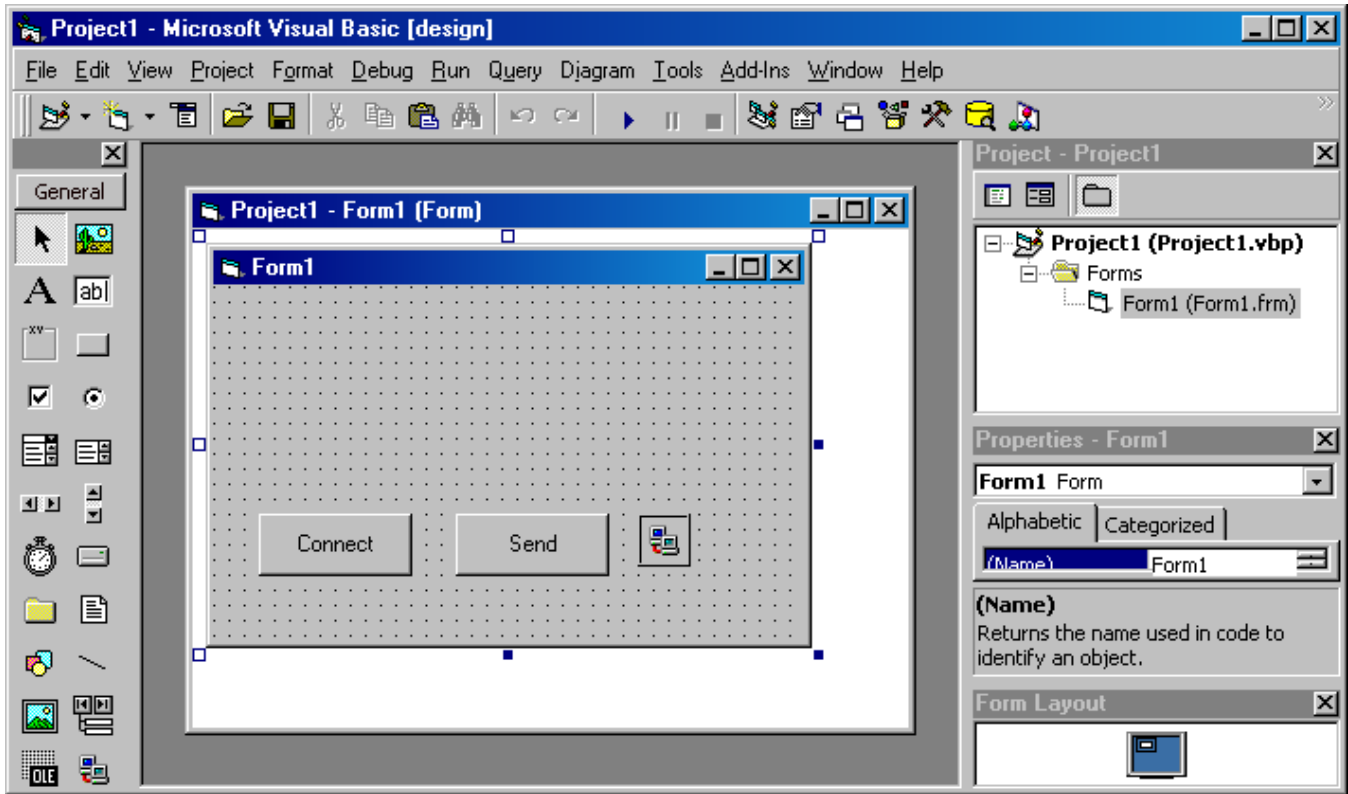 Project1 - Microsoft Visual Basic [design]
File Edit View Project Format Debug Run Query Diagram Tools Add-Ins Window Help
General
A
ab
XY
OLE
Project1 - Form1 (Form)
Form1
Connect
Send
Project - Project1
Project1 (Project1.vbp)
Forms
Form1 (Form1.frm)
Properties - Form1
Form1 Form
Alphabetic Categorized
(Name) Form1
(Name)
Returns the name used in code to
identify an object.
Form Layout